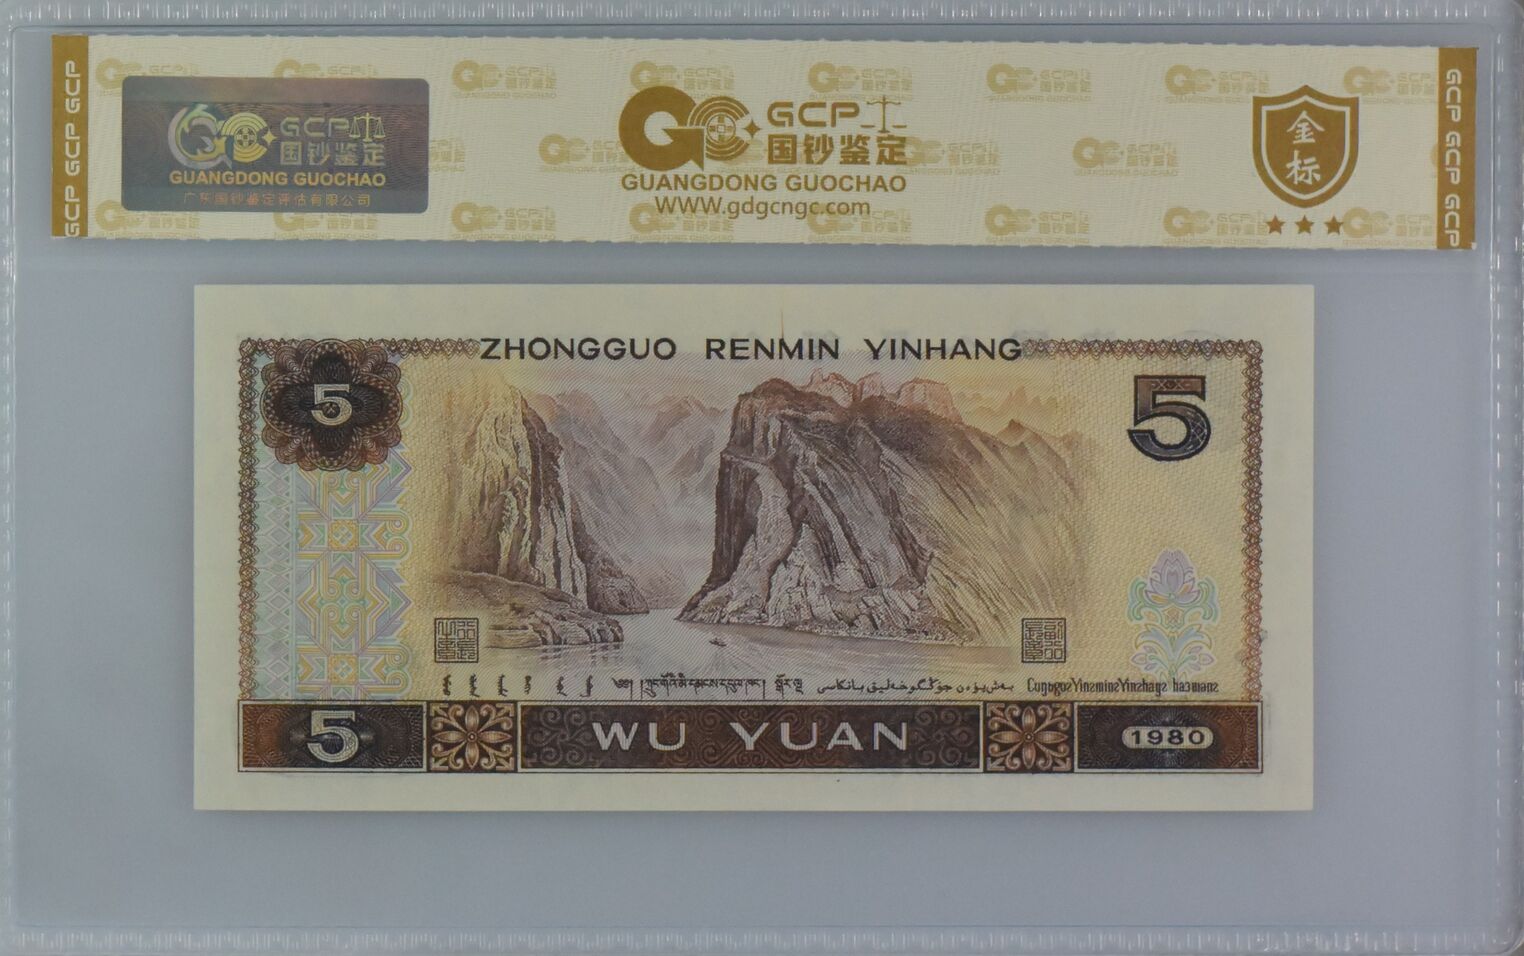 GCP GCP GCP
GCP
国钞鉴定
GUANGDONG GUOCHAO
广东国钞鉴定评估有限公司
GCP
国钞鉴定
GUANGDONG GUOCHAO
WWW.gdgcngc.com
金标
GCP GCP GCP
ZHONGGUO RENMIN YINHANG
5
5
5
WU YUAN
1980